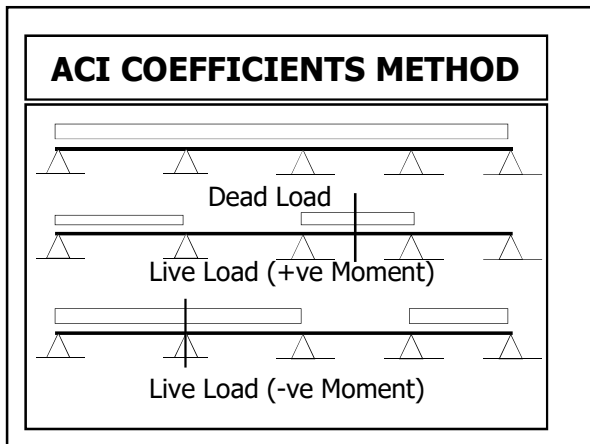 ACI COEFFICIENTS METHOD
Dead Load
Live Load (+ve Moment)
Live Load (-ve Moment)